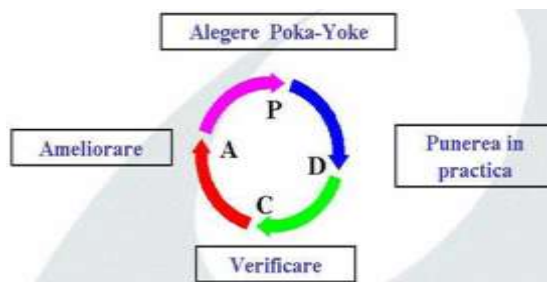 Alegere Poka-Yoke
P
Ameliorare
A
D
Punerea in
practica
C
Verificare